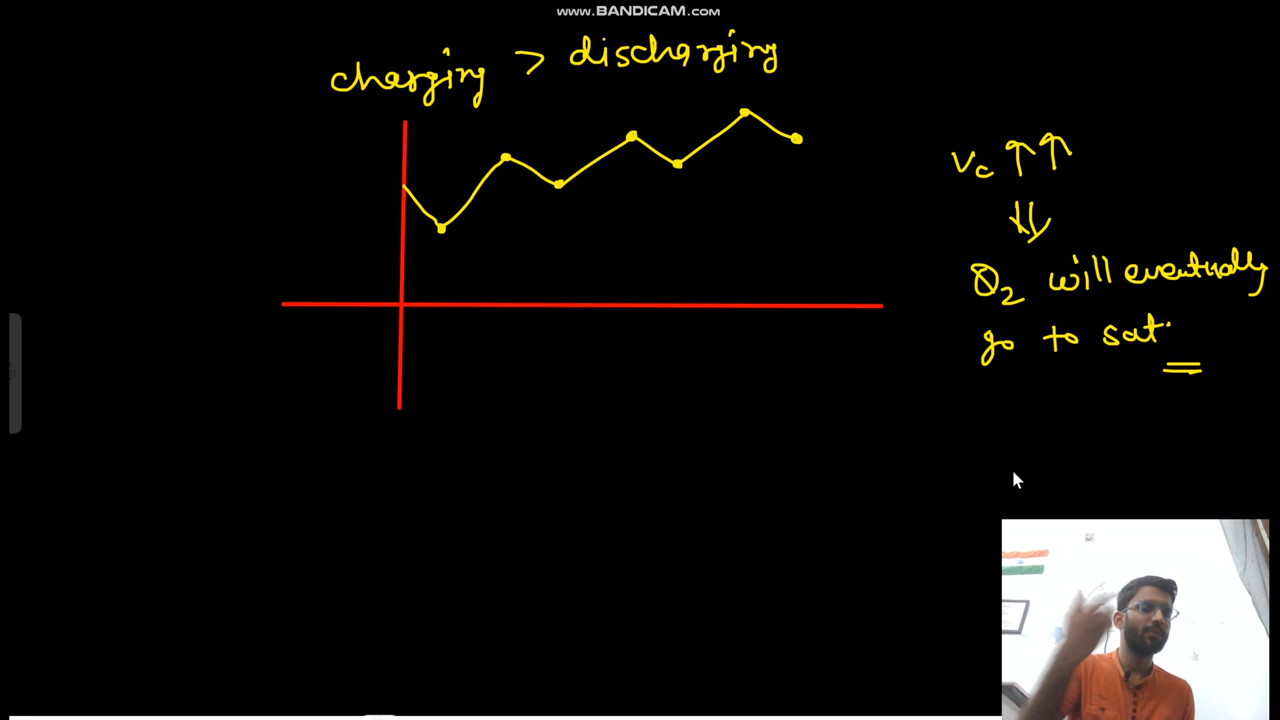 www.BANDICAM.com
charging > discharging
Vc ↑↑
⇓
Q2 will eventually
go to sat.